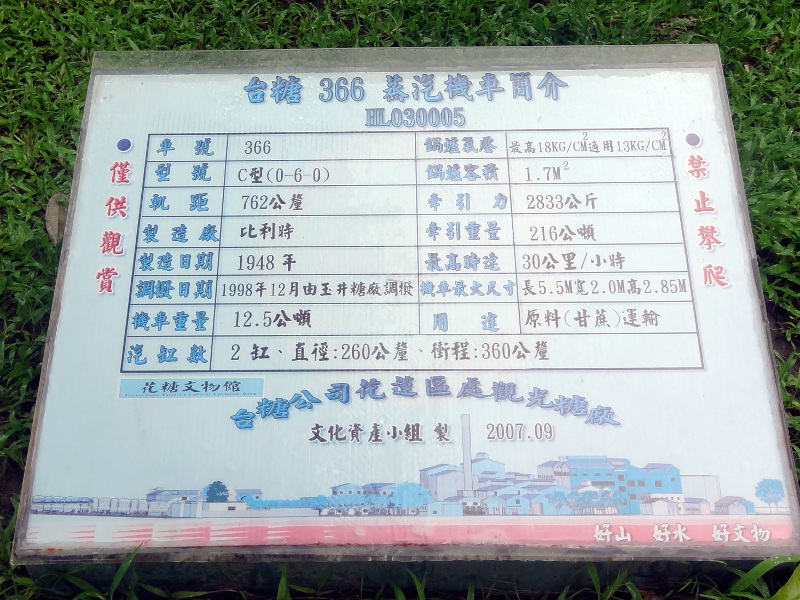 台糖 366 蒸汽機車簡介
HL030005
僅供觀賞
禁止攀爬
車號 366 鍋爐氣壓 最高18KG/CM2適用13KG/CM2
型號 C型(0-6-0) 鍋爐容積 1.7M2
軌距 762公釐 牽引力 2833公斤
製造廠 比利時 牽引重量 216公噸
製造日期 1948年 最高時速 30公里/小時
調撥日期 1998年12月由玉井糖廠調撥 機車最大尺寸 長5.5M寬2.0M高2.85M
機車重量 12.5公噸 用途 原料(甘蔗)運輸
汽缸數 2缸、直徑:260公釐、衝程:360公釐
花糖文物館
台糖公司花蓮區處觀光糖廠
文化資產小組 製 2007.09
好山 好水 好文物